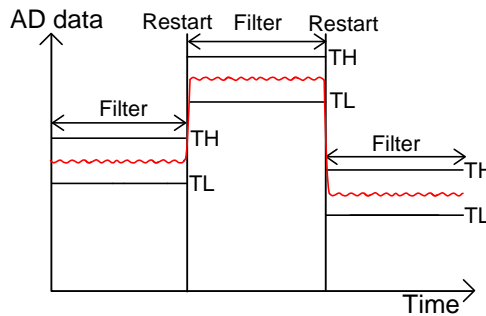 AD data
Restart
Filter
Restart
TH
TL
Filter
TH
TL
Filter
TH
TL
Time